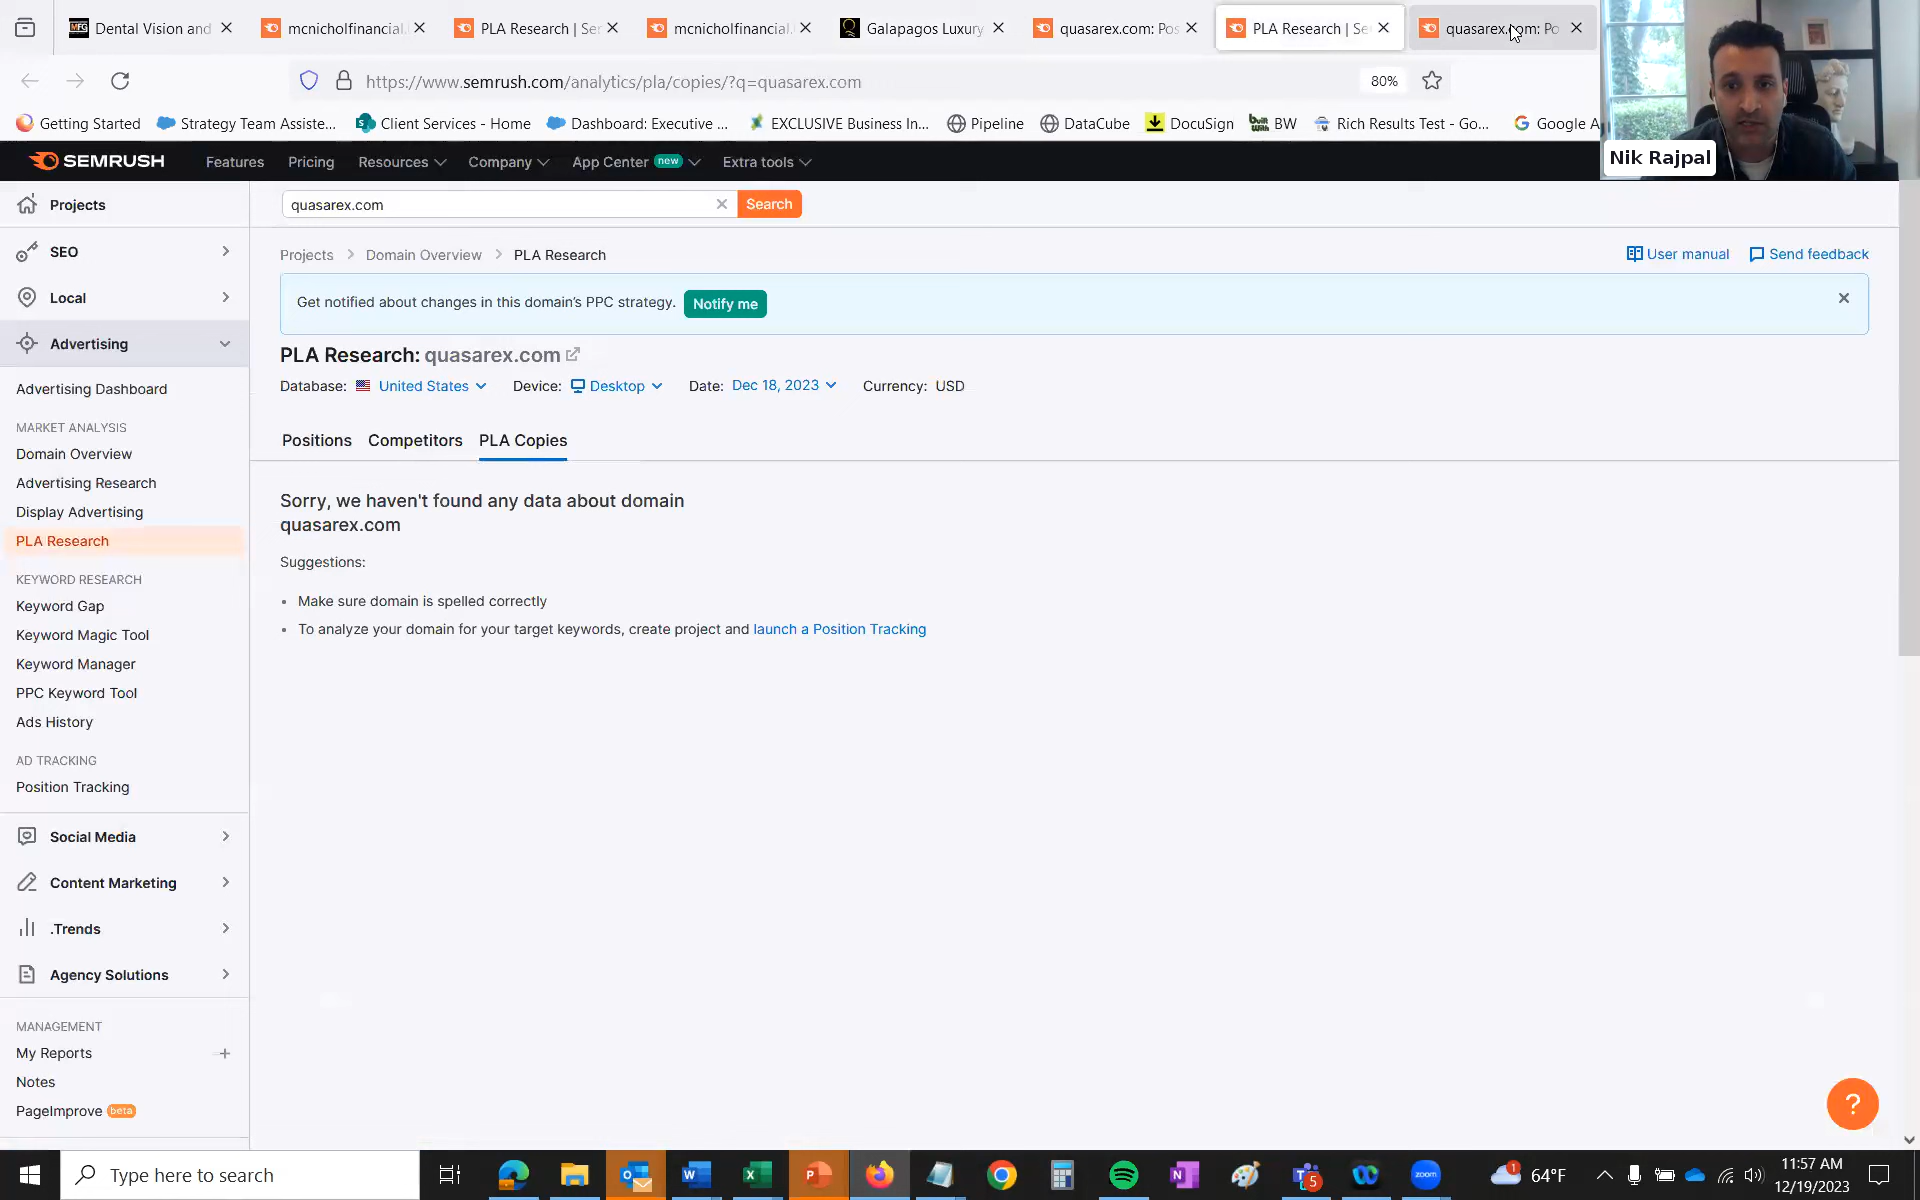 Dental Vision and
mcnicholfinancial.
PLA Research | Ser
mcnicholfinancial.
Galapagos Luxury
quasarex.com: Pos
PLA Research | Se
quasarex.com: Po
https://www.semrush.com/analytics/pla/copies/?q=quasarex.com
80%
Getting Started
Strategy Team Assiste...
Client Services - Home
Dashboard: Executive ...
EXCLUSIVE Business In...
Pipeline
DataCube
DocuSign
BW
Rich Results Test - Go...
Google A
Nik Rajpal
SEMRUSH
Features
Pricing
Resources
Company
App Center new
Extra tools
Projects
quasarex.com
Search
SEO
Local
Advertising
Advertising Dashboard
MARKET ANALYSIS
Domain Overview
Advertising Research
Display Advertising
PLA Research
KEYWORD RESEARCH
Keyword Gap
Keyword Magic Tool
Keyword Manager
PPC Keyword Tool
Ads History
AD TRACKING
Position Tracking
Social Media
Content Marketing
.Trends
Agency Solutions
MANAGEMENT
My Reports
Notes
PageImprove beta
Projects > Domain Overview > PLA Research
User manual
Send feedback
Get notified about changes in this domain's PPC strategy. Notify me
PLA Research: quasarex.com
Database: United States Device: Desktop Date: Dec 18, 2023 Currency: USD
Positions Competitors PLA Copies
Sorry, we haven't found any data about domain
quasarex.com
Suggestions:
• Make sure domain is spelled correctly
• To analyze your domain for your target keywords, create project and launch a Position Tracking
?
Type here to search
5
zoom
1
64°F
11:57 AM
12/19/2023